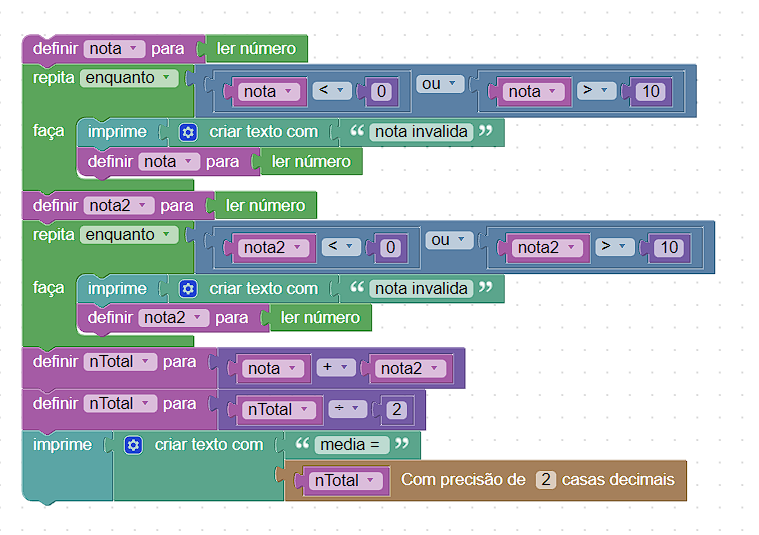 definir nota para ler número
repita enquanto nota < 0 ou nota > 10
faça imprime criar texto com “ nota invalida ”
definir nota para ler número
definir nota2 para ler número
repita enquanto nota2 < 0 ou nota2 > 10
faça imprime criar texto com “ nota invalida ”
definir nota2 para ler número
definir nTotal para nota + nota2
definir nTotal para nTotal ÷ 2
imprime criar texto com “ media = ”
nTotal Com precisão de 2 casas decimais